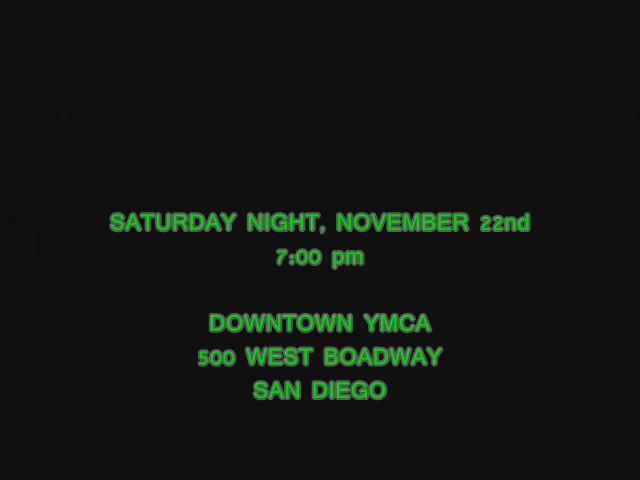 SATURDAY NIGHT, NOVEMBER 22nd
7:00 pm
DOWNTOWN YMCA
500 WEST BOADWAY
SAN DIEGO